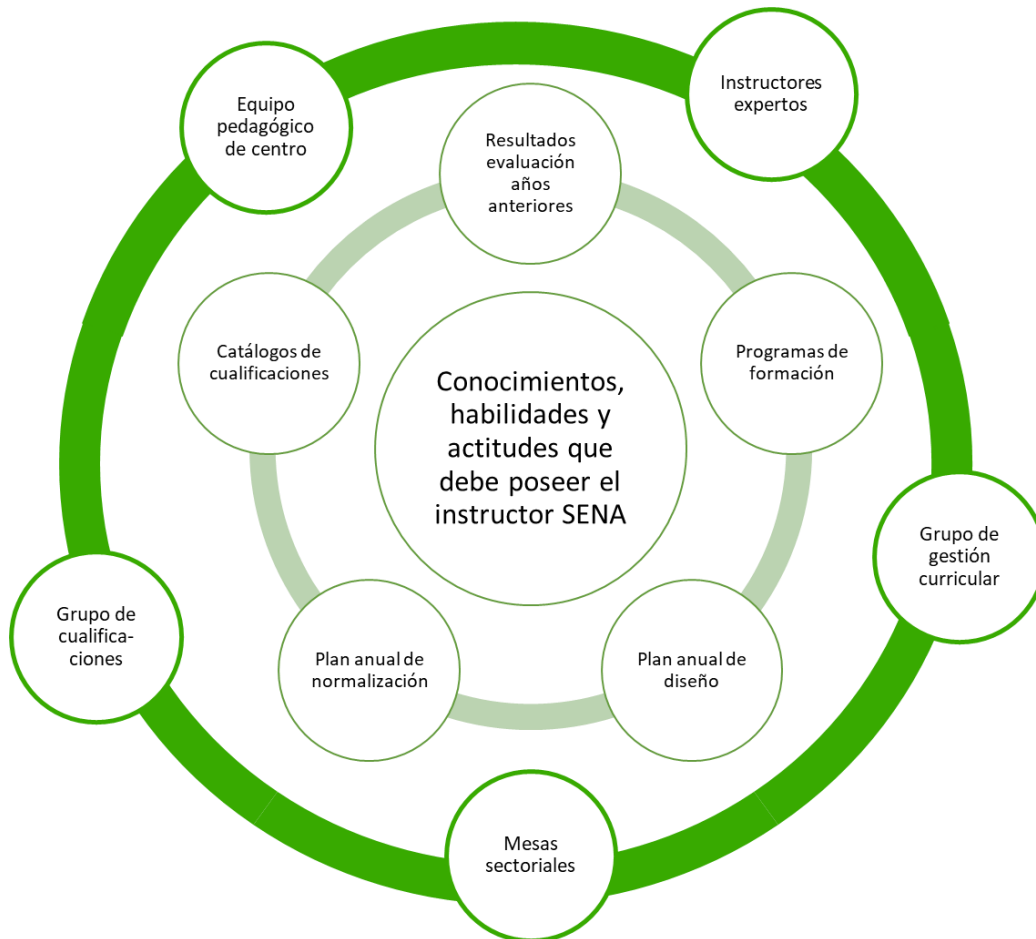 Equipo
pedagógico
de centro
Instructores
expertos
Resultados
evaluación
años
anteriores
Catálogos de
cualificaciones
Programas de
formación
Conocimientos,
habilidades y
actitudes que
debe poseer el
instructor SENA
Grupo de
gestión
curricular
Grupo de
cualifica-
ciones
Plan anual de
normalización
Plan anual de
diseño
Mesas
sectoriales